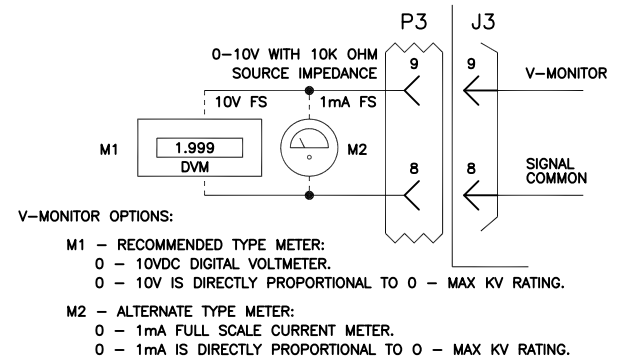 P3
J3
0–10V WITH 10K OHM
SOURCE IMPEDANCE
9
9
V–MONITOR
10V FS
1mA FS
M1
1.999
DVM
M2
8
8
SIGNAL
COMMON
V–MONITOR OPTIONS:
M1 – RECOMMENDED TYPE METER:
0 – 10VDC DIGITAL VOLTMETER.
0 – 10V IS DIRECTLY PROPORTIONAL TO 0 – MAX KV RATING.
M2 – ALTERNATE TYPE METER:
0 – 1mA FULL SCALE CURRENT METER.
0 – 1mA IS DIRECTLY PROPORTIONAL TO O – MAX KV RATING.